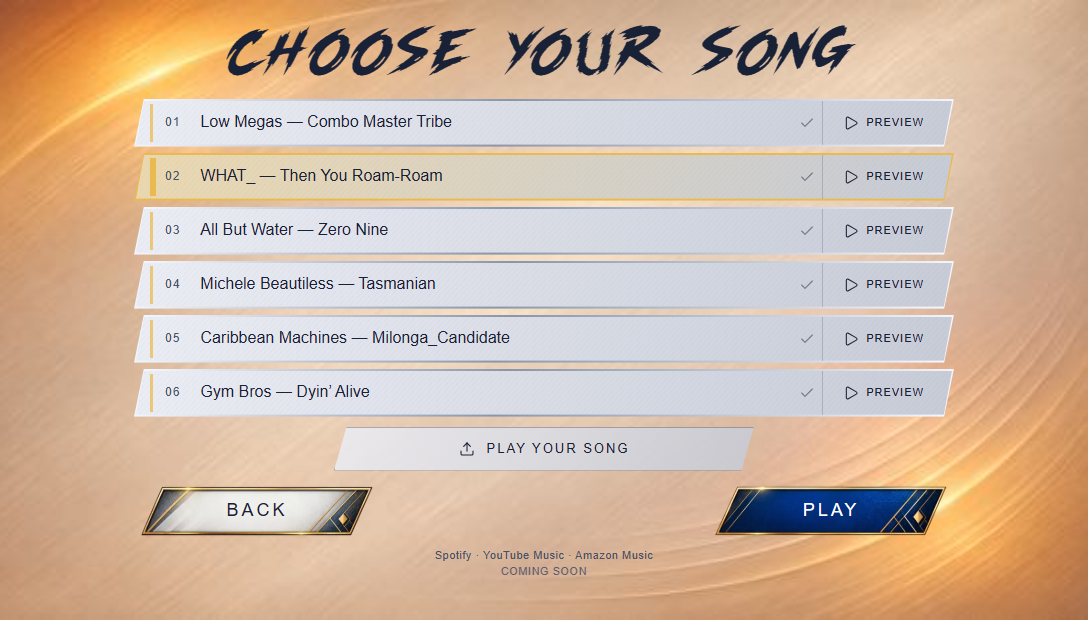 CHOOSE YOUR SONG
01 Low Megas — Combo Master Tribe PREVIEW
02 WHAT_ — Then You Roam-Roam PREVIEW
03 All But Water — Zero Nine PREVIEW
04 Michele Beautiless — Tasmanian PREVIEW
05 Caribbean Machines — Milonga_Candidate PREVIEW
06 Gym Bros — Dyin’ Alive PREVIEW
PLAY YOUR SONG
BACK PLAY
Spotify · YouTube Music · Amazon Music
COMING SOON